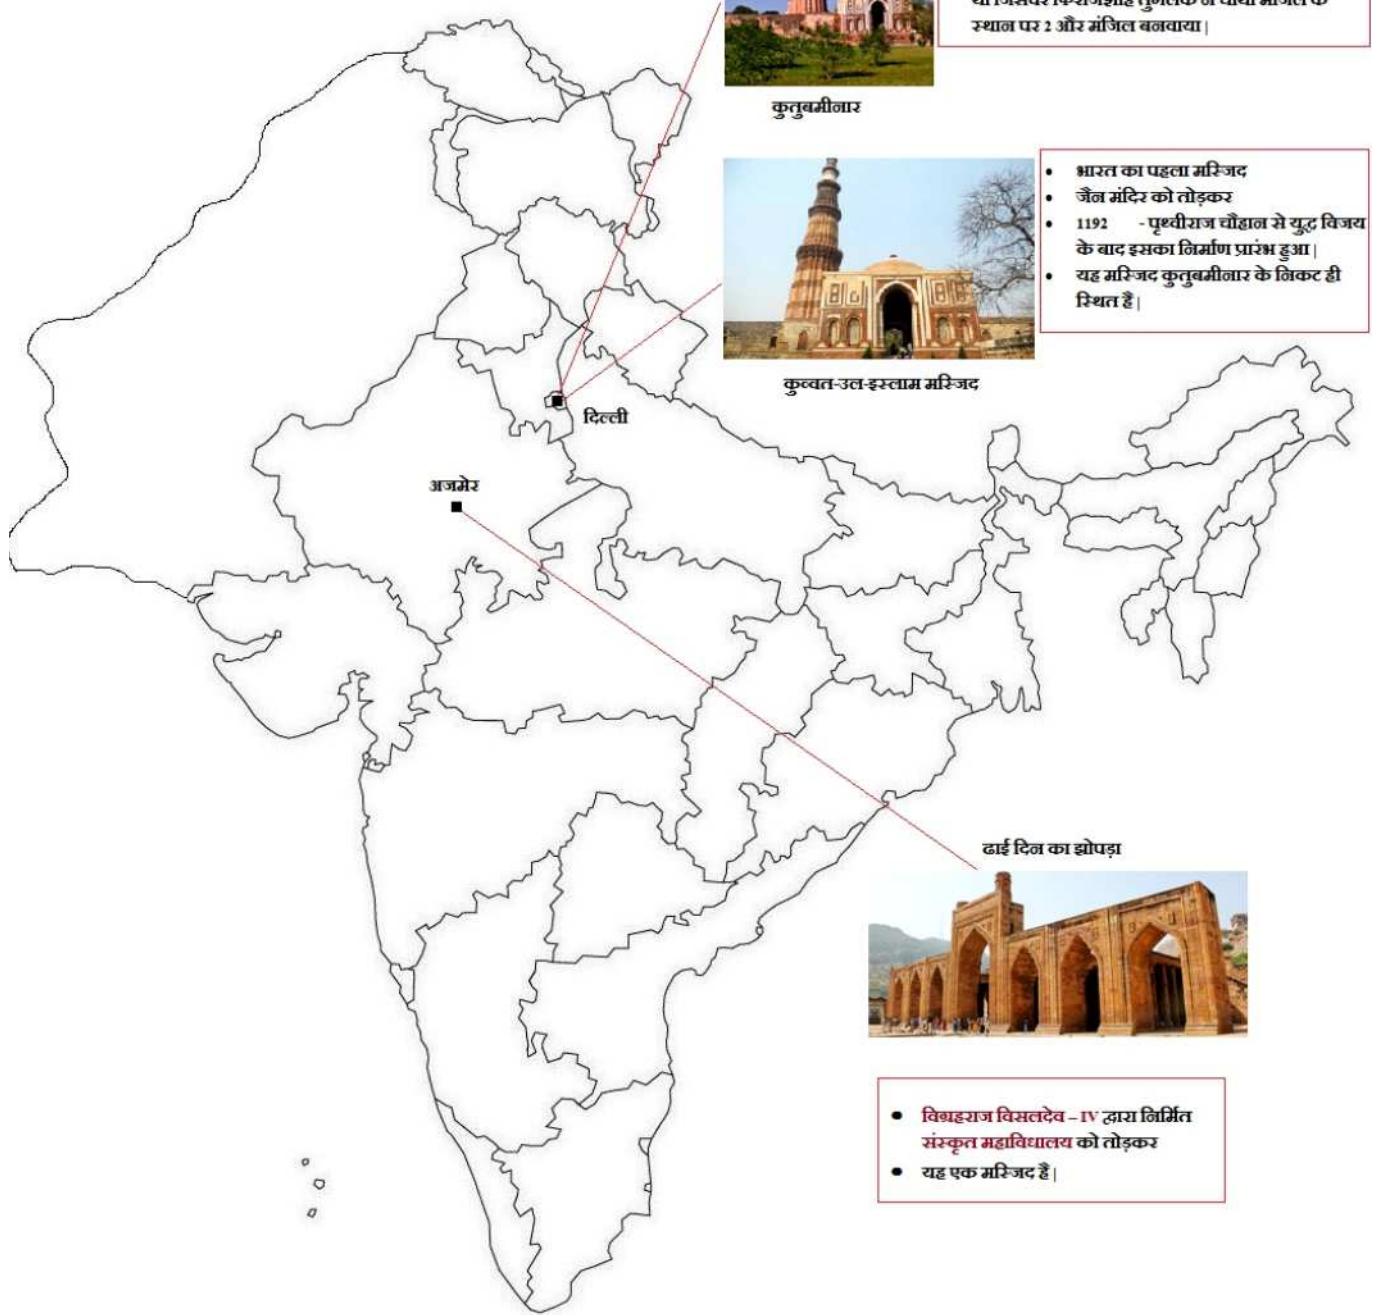 स्थान पर 2 और मंजिल बनवाया |
कुतुबमीनार
• भारत का पहला मस्जिद
• जैन मंदिर को तोड़कर
• 1192 - पृथ्वीराज चौहान से युद्ध विजय
के बाद इसका निर्माण प्रारंभ हुआ |
• यह मस्जिद कुतुबमीनार के निकट ही
स्थित है |
कुव्वत-उल-इस्लाम मस्जिद
दिल्ली
अजमेर
ढाई दिन का झोपड़ा
• विग्रहराज विसलदेव – IV द्वारा निर्मित
संस्कृत महाविधालय को तोड़कर
• यह एक मस्जिद है |